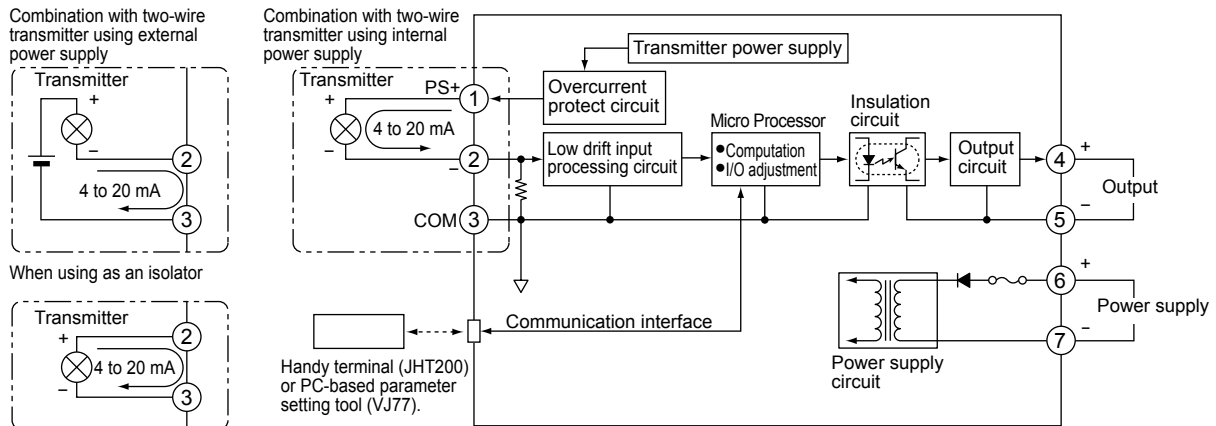 Combination with two-wire
transmitter using external
power supply
Transmitter
+
−
2
4 to 20 mA
3
When using as an isolator
Transmitter
+
2
4 to 20 mA
−
3
Combination with two-wire
transmitter using internal
power supply
Transmitter
PS+
1
+
4 to 20 mA
−
2
−
COM
3
Transmitter power supply
Overcurrent
protect circuit
Low drift input
processing circuit
Micro Processor
●Computation
●I/O adjustment
Insulation
circuit
Output
circuit
4
+
Output
−
5
6
+
Power supply
−
7
Power supply
circuit
Communication interface
Handy terminal (JHT200)
or PC-based parameter
setting tool (VJ77).